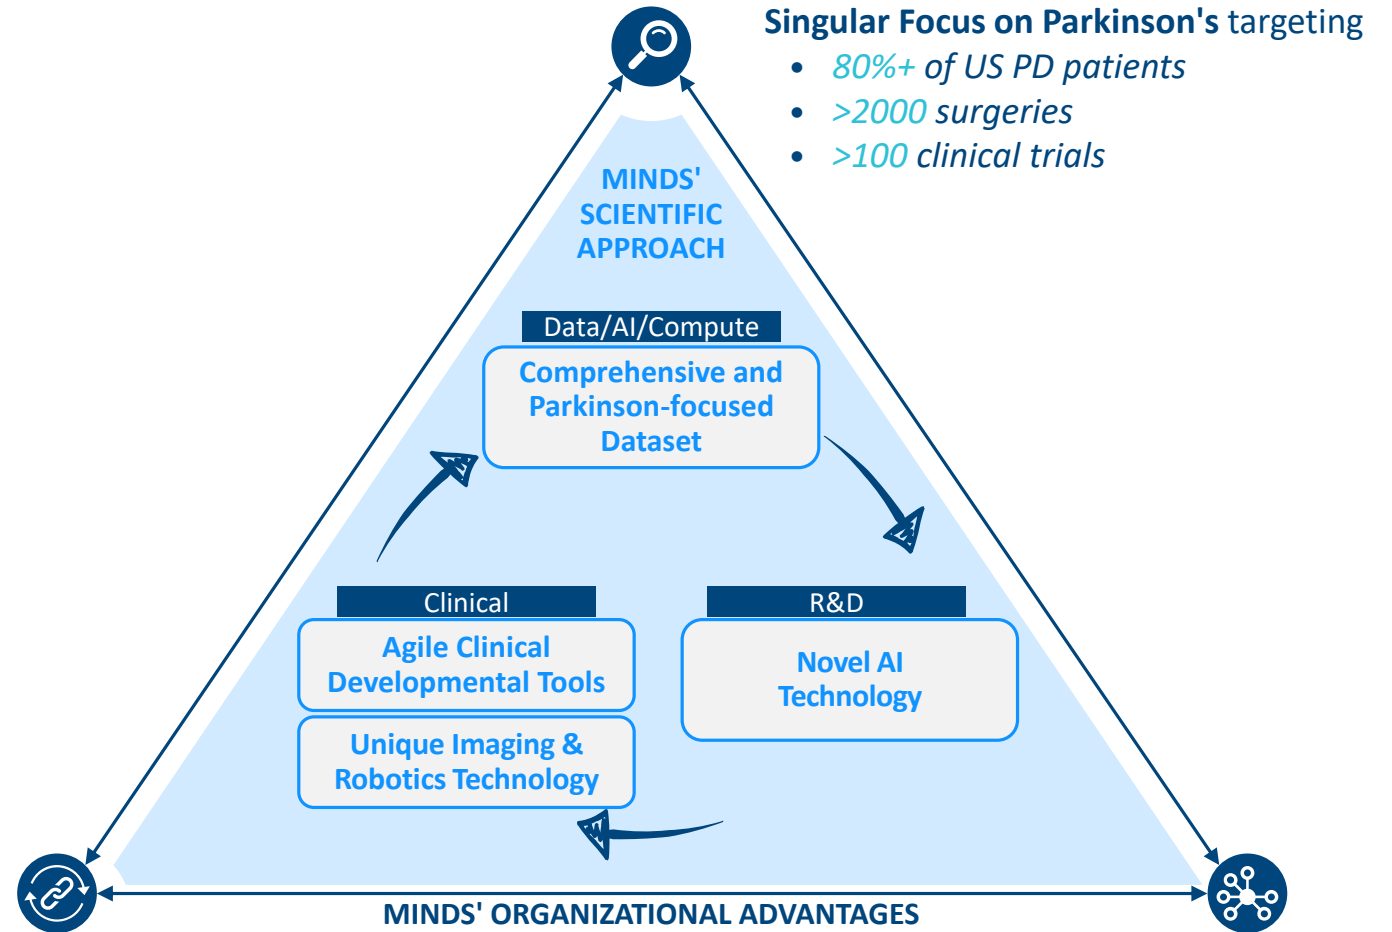 Singular Focus on Parkinson's targeting
• 80%+ of US PD patients
• >2000 surgeries
• >100 clinical trials
MINDS'
SCIENTIFIC
APPROACH
Data/AI/Compute
Comprehensive and
Parkinson-focused
Dataset
Clinical
Agile Clinical
Developmental Tools
Unique Imaging &
Robotics Technology
R&D
Novel AI
Technology
MINDS' ORGANIZATIONAL ADVANTAGES